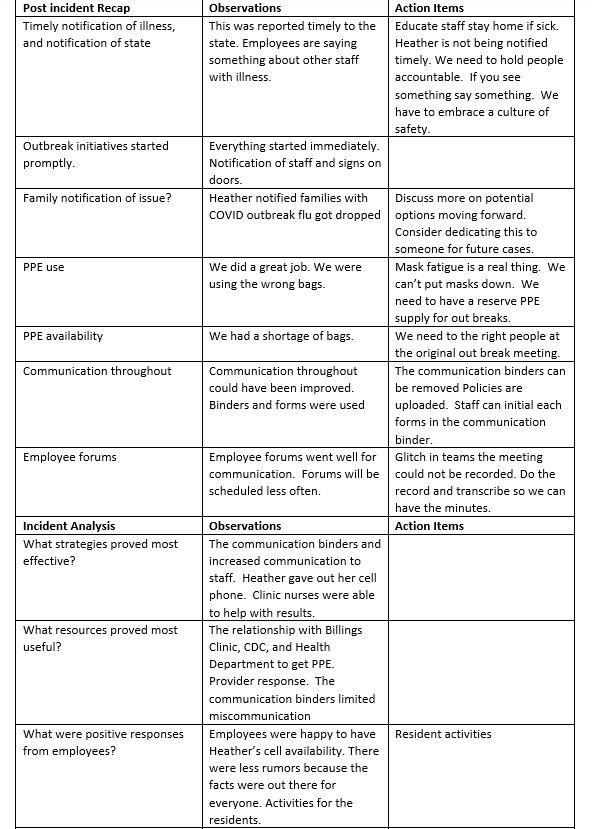 Post incident Recap
Observations
Action Items
Timely notification of illness,
and notification of state
This was reported timely to the
state. Employees are saying
something about other staff
with illness.
Educate staff stay home if sick.
Heather is not being notified
timely. We need to hold people
accountable.  If you see
something say something.  We
have to embrace a culture of
safety.
Outbreak initiatives started
promptly.
Everything started immediately.
Notification of staff and signs on
doors.
Family notification of issue?
Heather notified families with
COVID outbreak flu got dropped
Discuss more on potential
options moving forward.
Consider dedicating this to
someone for future cases.
PPE use
We did a great job. We were
using the wrong bags.
Mask fatigue is a real thing.  We
can't put masks down.  We
need to have a reserve PPE
supply for out breaks.
PPE availability
We had a shortage of bags.
We need to the right people at
the original out break meeting.
Communication throughout
Communication throughout
could have been improved.
Binders and forms were used
The communication binders can
be removed Policies are
uploaded.  Staff can initial each
forms in the communication
binder.
Employee forums
Employee forums went well for
communication.  Forums will be
scheduled less often.
Glitch in teams the meeting
could not be recorded. Do the
record and transcribe so we can
have the minutes.
Incident Analysis
Observations
Action Items
What strategies proved most
effective?
The communication binders and
increased communication to
staff.  Heather gave out her cell
phone.  Clinic nurses were able
to help with results.
What resources proved most
useful?
The relationship with Billings
Clinic, CDC, and Health
Department to get PPE.
Provider response.  The
communication binders limited
miscommunication
What were positive responses
from employees?
Employees were happy to have
Heather's cell availability. There
were less rumors because the
facts were out there for
everyone. Activities for the
residents.
Resident activities